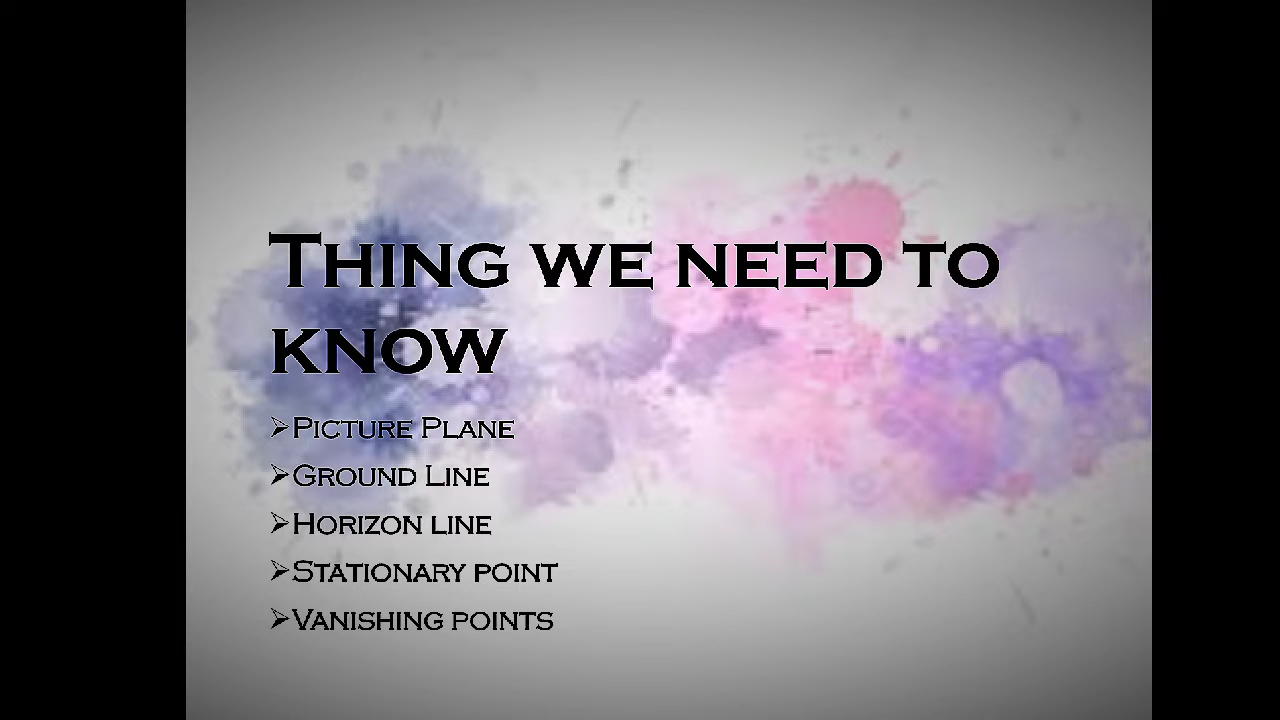 Thing we need to
know
➢Picture Plane
➢Ground Line
➢Horizon line
➢Stationary point
➢Vanishing points